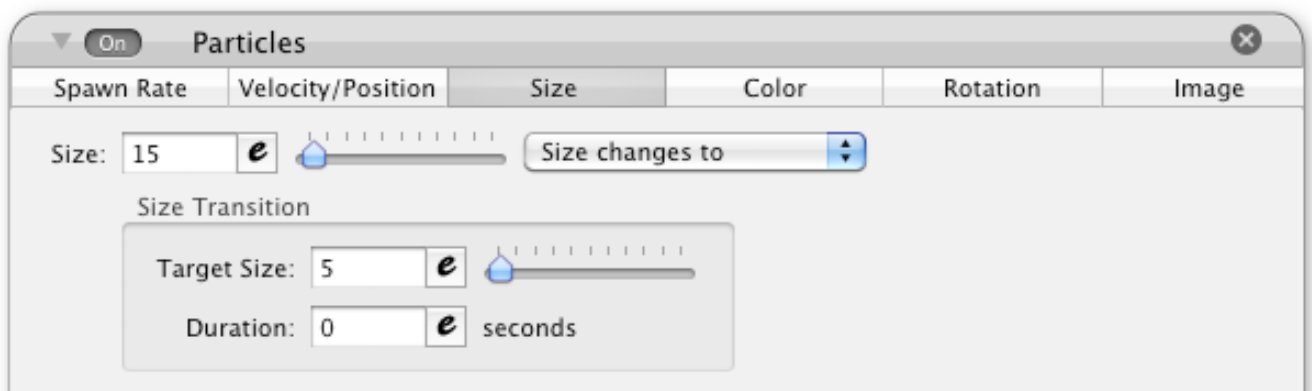 On Particles
Spawn Rate Velocity/Position Size Color Rotation Image
Size: 15 e Size changes to
Size Transition
Target Size: 5 e
Duration: 0 e seconds